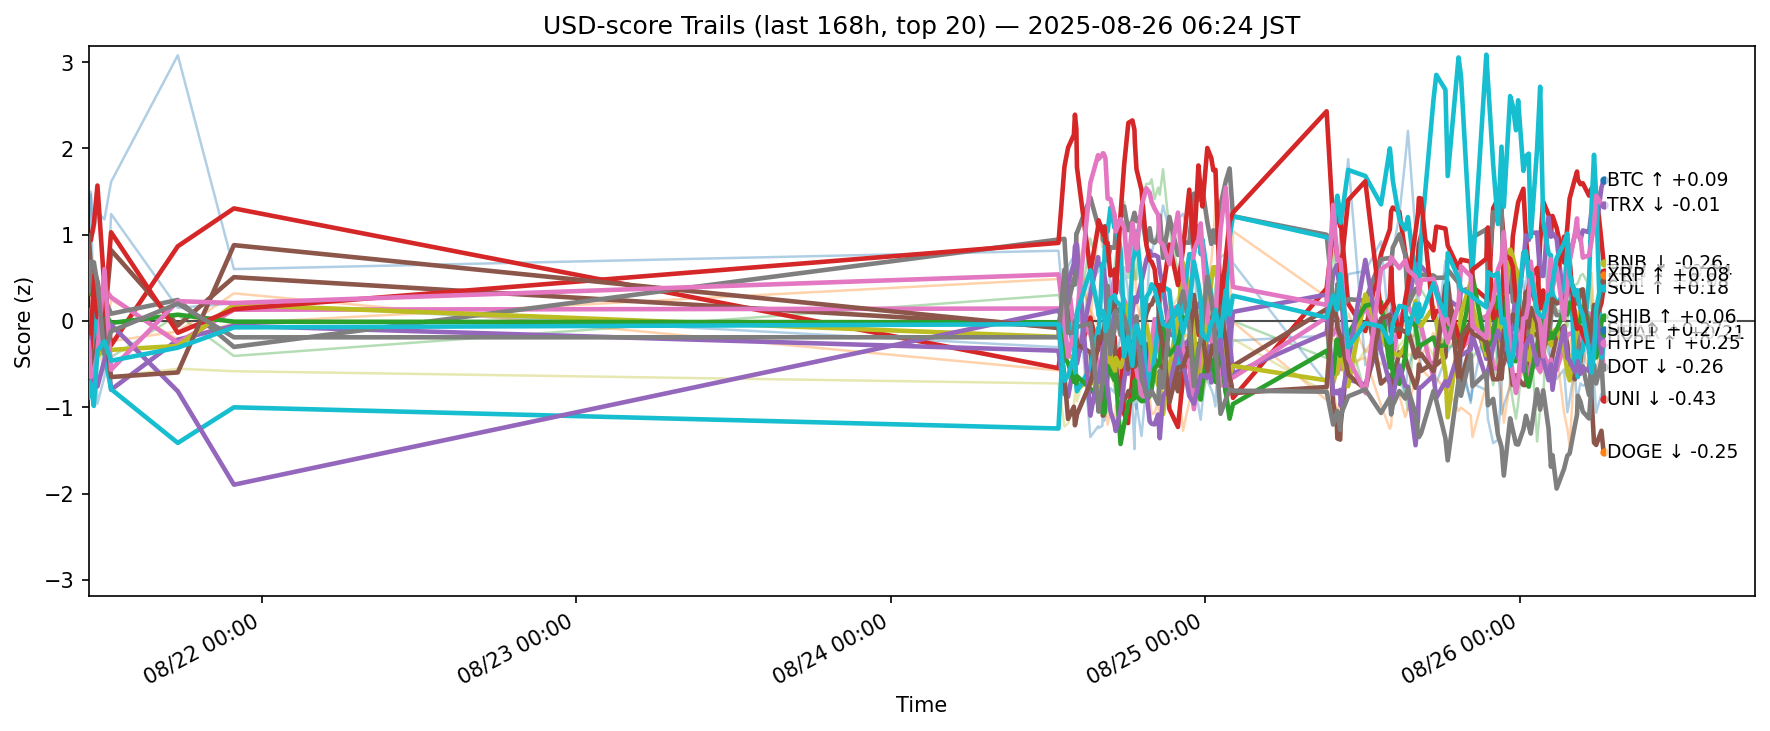 USD-score Trails (last 168h, top 20) — 2025-08-26 06:24 JST
Score (z)
3
2
1
0
−1
−2
−3
BTC ↑ +0.09
TRX ↓ -0.01
BNB ↓ -0.26
XRP ↑ +0.08
SOL ↑ +0.18
SHIB ↑ +0.06
SUI ↑
HYPE ↑ +0.25
DOT ↓ -0.26
UNI ↓ -0.43
DOGE ↓ -0.25
08/22 00:00
08/23 00:00
08/24 00:00
08/25 00:00
08/26 00:00
Time